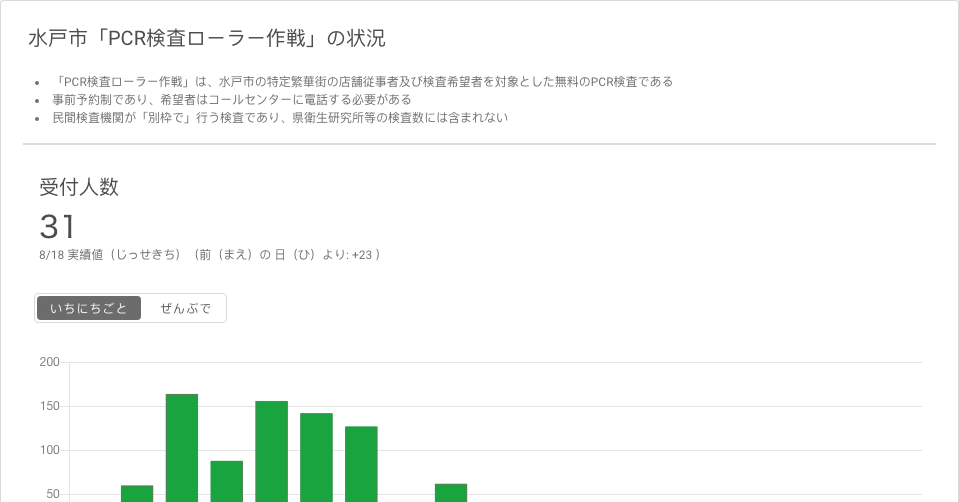 水戸市「PCR検査ローラー作戦」の状況
「PCR検査ローラー作戦」は、水戸市の特定繁華街の店舗従事者及び検査希望者を対象とした無料のPCR検査である
事前予約制であり、希望者はコールセンターに電話する必要がある
民間検査機関が「別枠で」行う検査であり、県衛生研究所等の検査数には含まれない
受付人数
31
8/18 実績値（じっせきち）（前（まえ）の 日（ひ）より: +23 ）
いちにちごと ぜんぶで
200
150
100
50